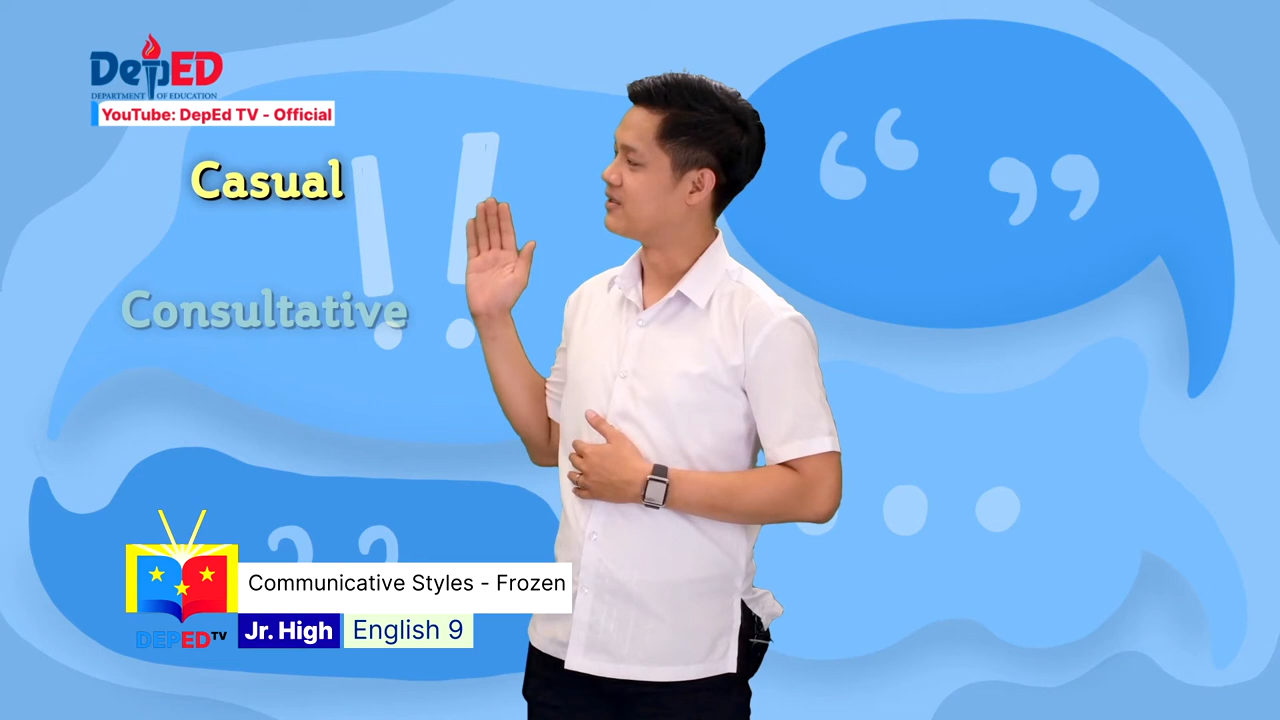 DepED
DEPARTMENT OF EDUCATION
YouTube: DepEd TV - Official
Casual
Consultative
Communicative Styles - Frozen
DEPED TV
Jr. High
English 9